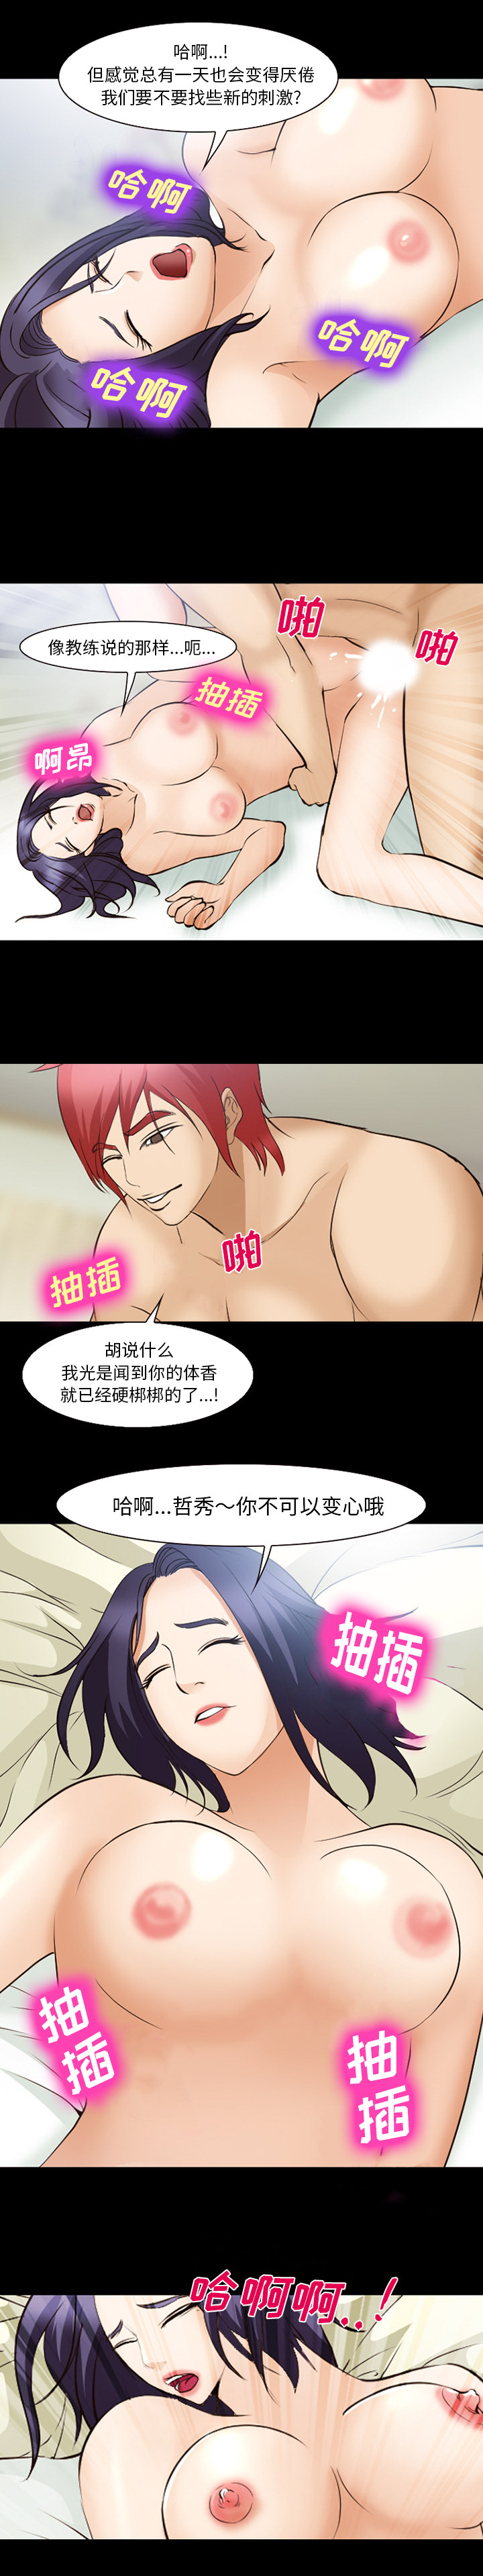 哈啊...!
但感觉总有一天也会变得厌倦
我们要不要找些新的刺激?
哈啊
哈啊
哈啊
啪
像教练说的那样...呃...
啪
抽插
啊昂
啪
抽插
胡说什么
我光是闻到你的体香
就已经硬梆梆的了...!
哈啊...哲秀～你不可以变心哦
抽插
抽
插
抽
插
哈啊啊..!